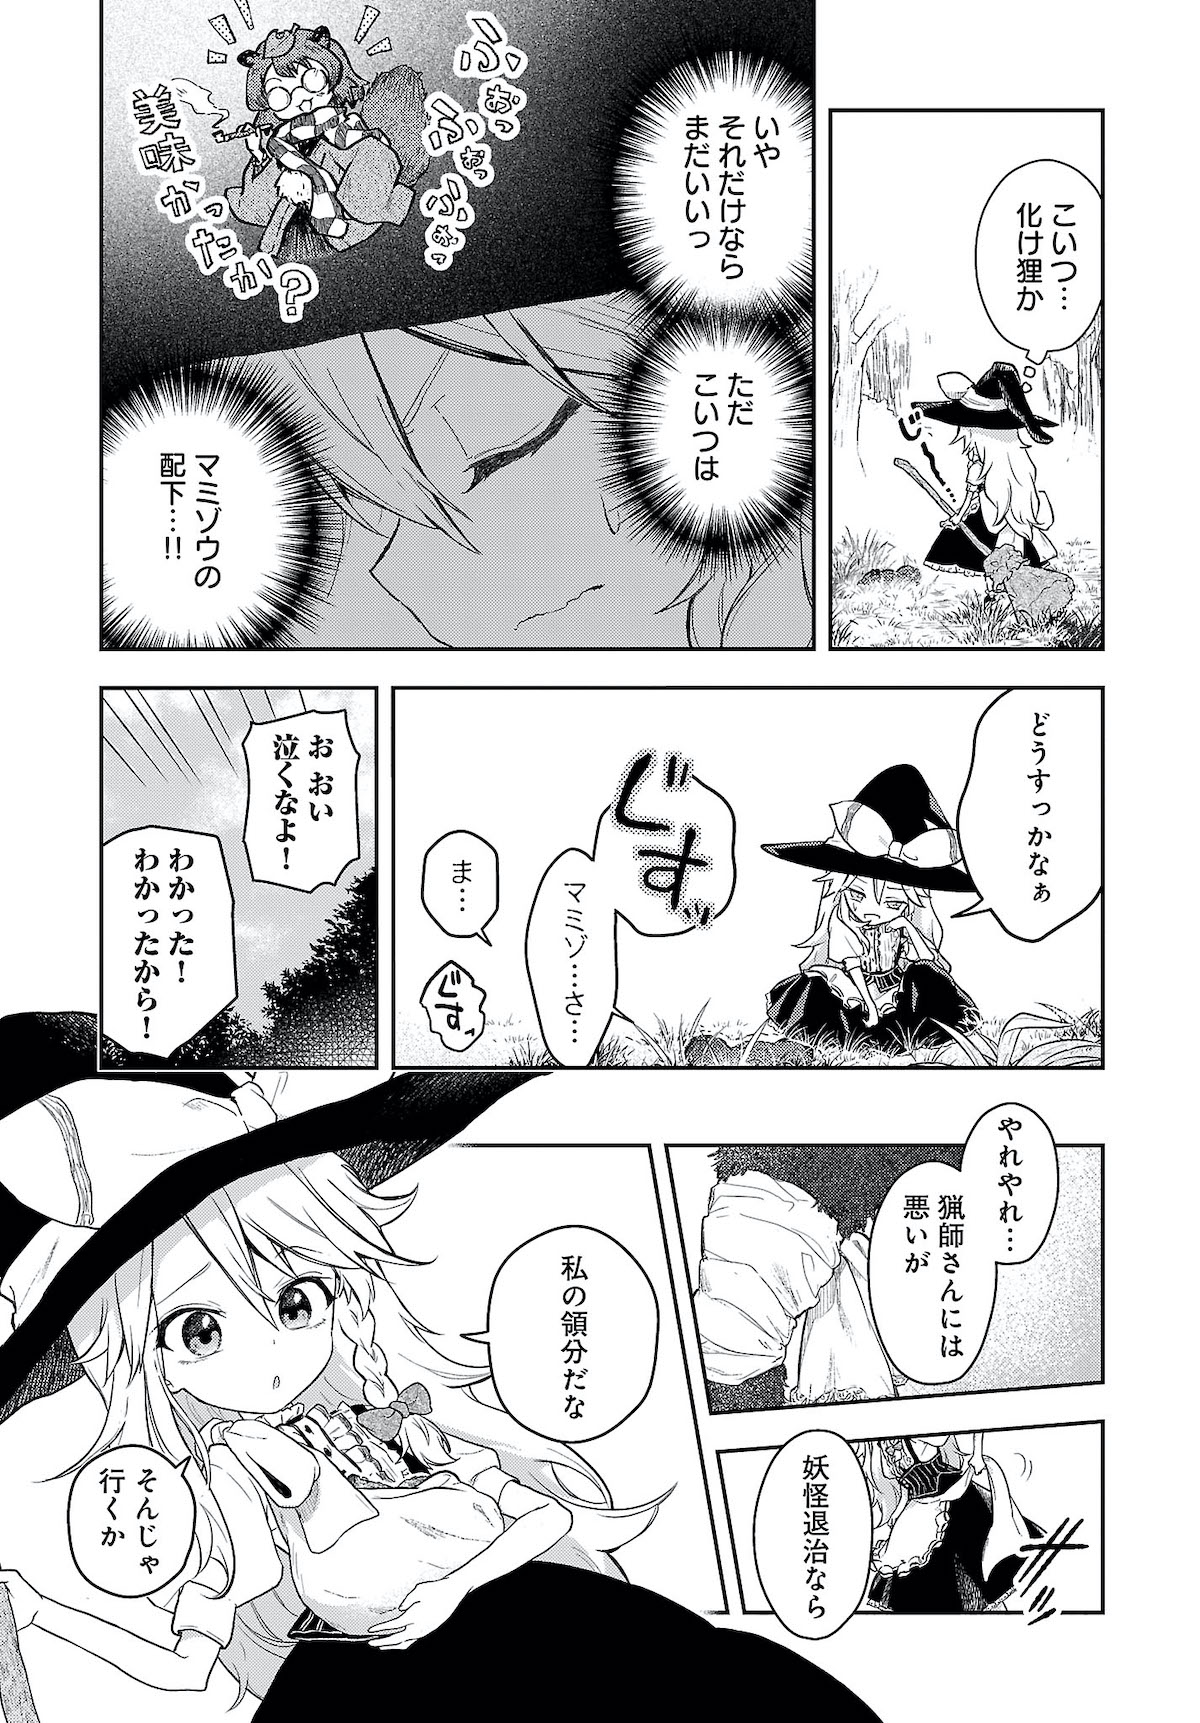 こいつ…
化け狸か
じーーー…
いや
それだけなら
まだいいっ
ただ
こいつは
マミゾウの
配下…!!
ふぉっ
ふぉっ
ふぉっ
美味かったか?
どうすっかなぁ
ぐすっ
マミゾ…さ…
ま…
ぐすっ
お おい
泣くなよ!
わかった!
わかったから!
やれやれ…
猟師さんには
悪いが
妖怪退治なら
私の領分だな
そんじゃ
行くか